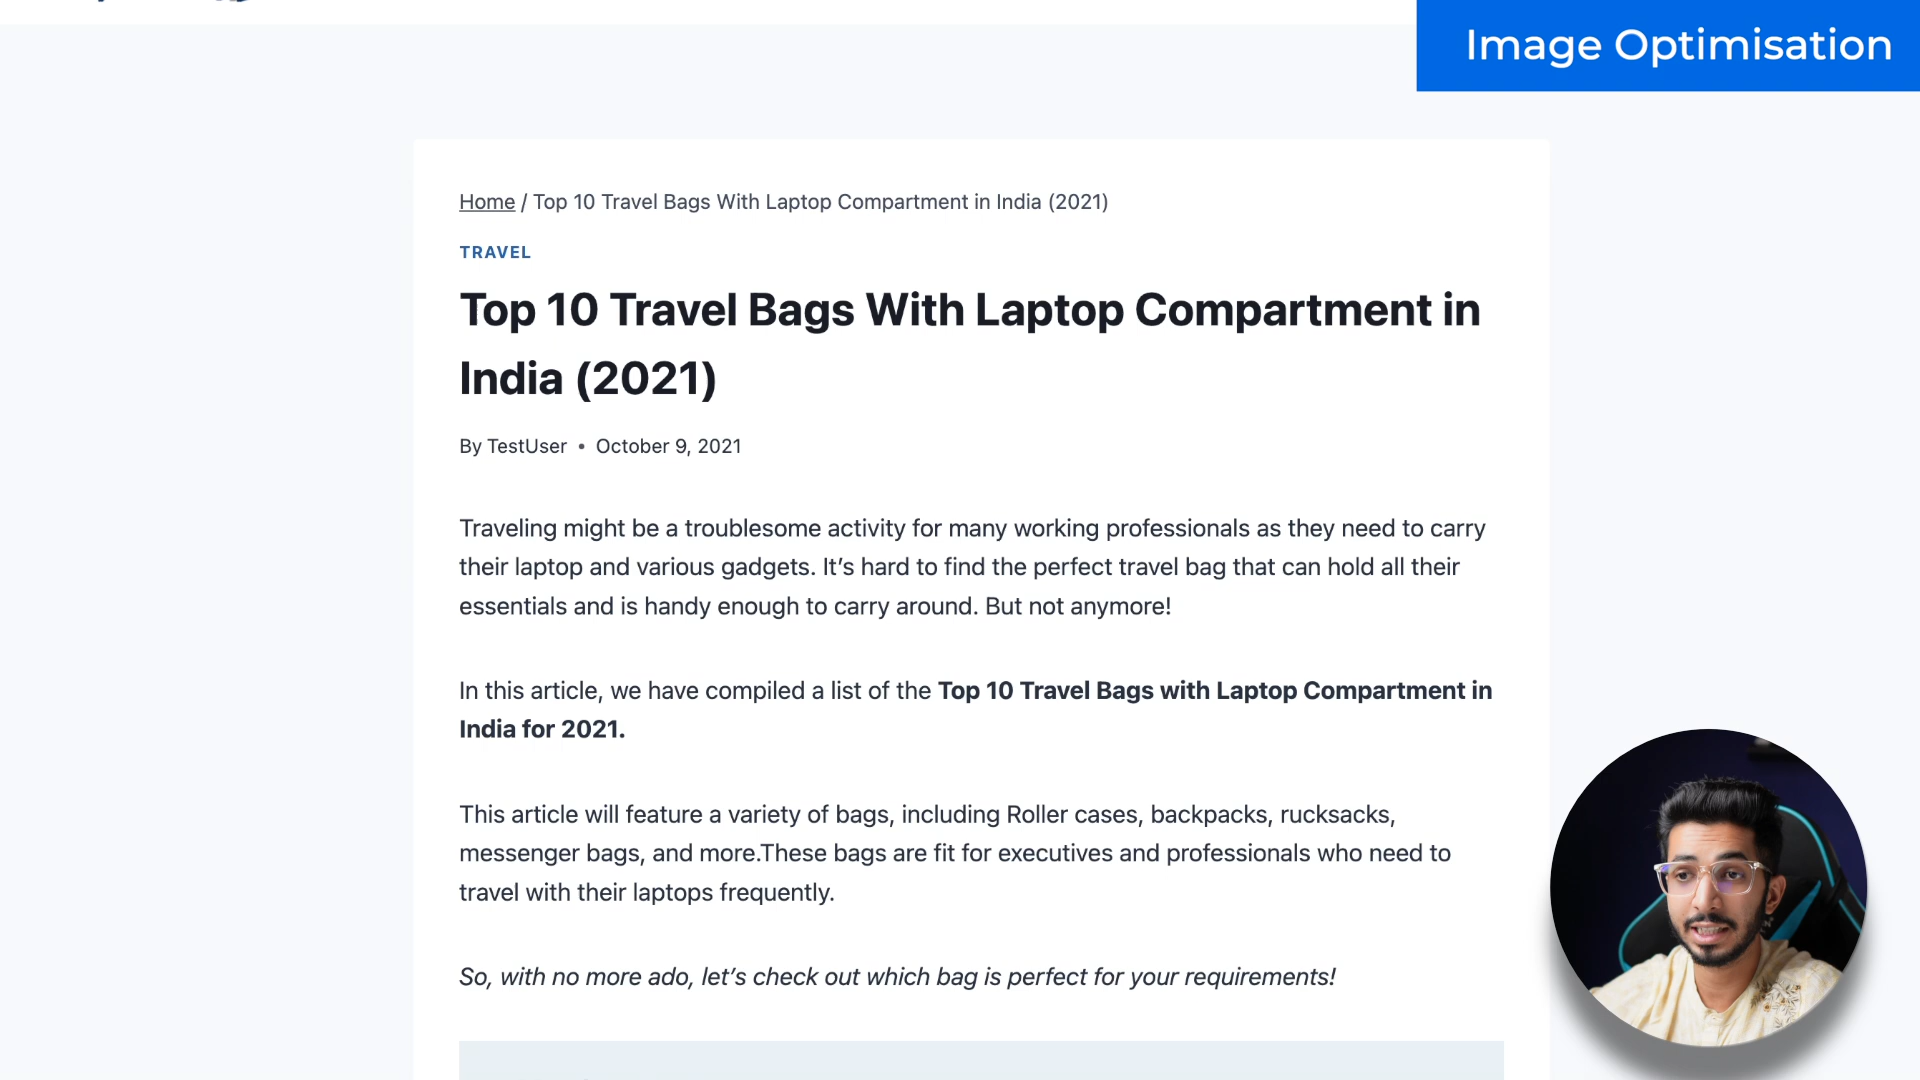 Image Optimisation
Home / Top 10 Travel Bags With Laptop Compartment in India (2021)
TRAVEL
Top 10 Travel Bags With Laptop Compartment in
India (2021)
By TestUser • October 9, 2021
Traveling might be a troublesome activity for many working professionals as they need to carry
their laptop and various gadgets. It’s hard to find the perfect travel bag that can hold all their
essentials and is handy enough to carry around. But not anymore!
In this article, we have compiled a list of the Top 10 Travel Bags with Laptop Compartment in
India for 2021.
This article will feature a variety of bags, including Roller cases, backpacks, rucksacks,
messenger bags, and more.These bags are fit for executives and professionals who need to
travel with their laptops frequently.
So, with no more ado, let’s check out which bag is perfect for your requirements!